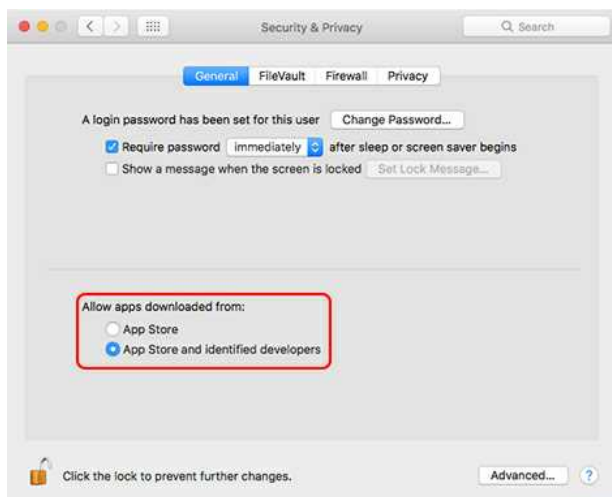 Security & Privacy
Search
General FileVault Firewall Privacy
A login password has been set for this user Change Password...
Require password immediately after sleep or screen saver begins
Show a message when the screen is locked Set Lock Message...
Allow apps downloaded from:
App Store
App Store and identified developers
Click the lock to prevent further changes.
Advanced... ?